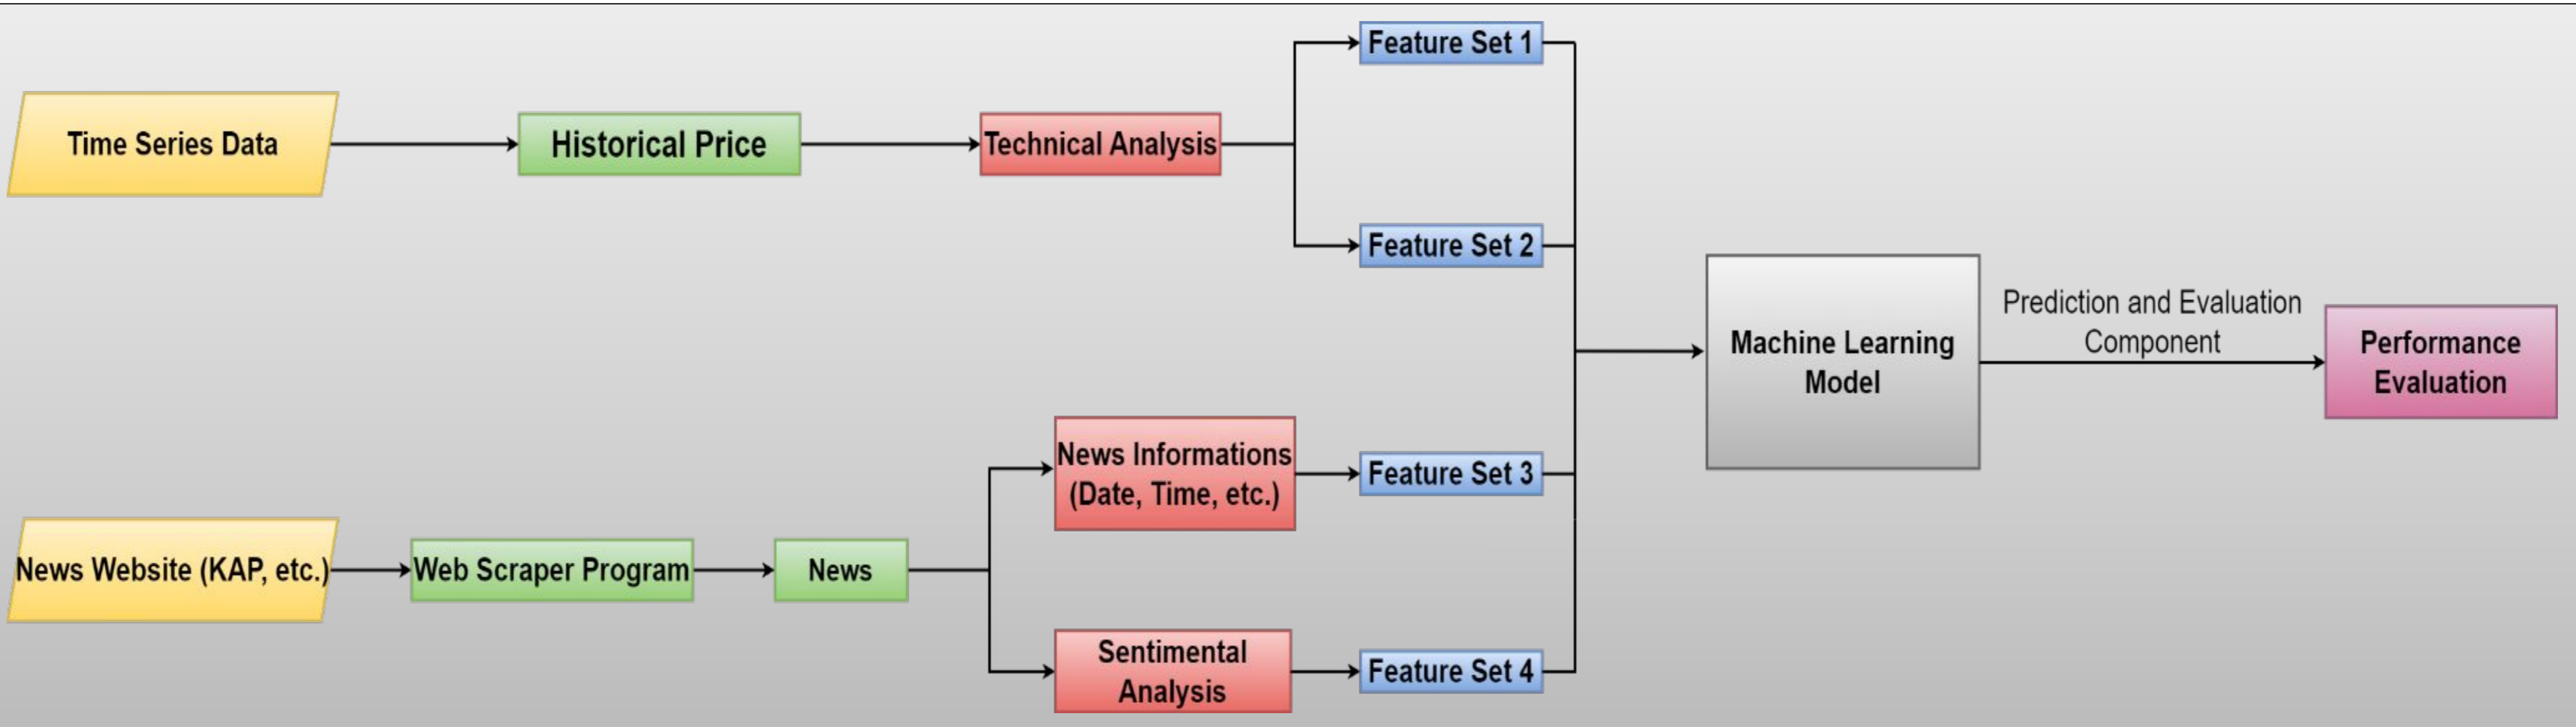 Feature Set 1
Time Series Data
Historical Price
Technical Analysis
Feature Set 2
Prediction and Evaluation
Component
Machine Learning
Model
Performance
Evaluation
News Informations
(Date, Time, etc.)
Feature Set 3
News Website (KAP, etc.)
Web Scraper Program
News
Sentimental
Analysis
Feature Set 4